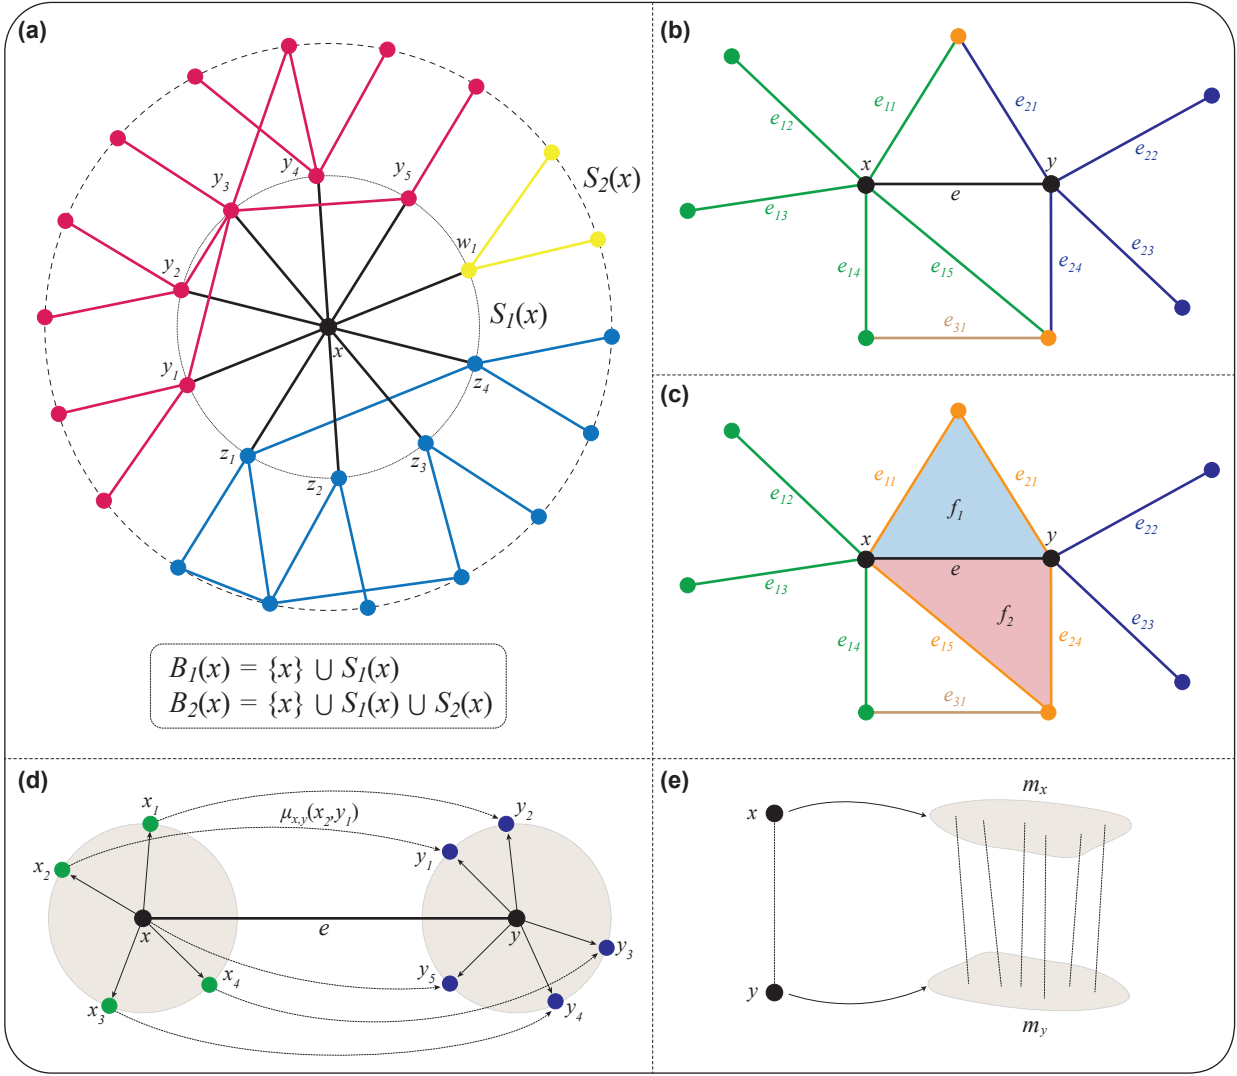 (a)
y₃
y₄
y₅
S₂(x)
w₁
y₂
S₁(x)
x
y₁
z₄
z₁
z₂
z₃
B₁(x) = {x} ∪ S₁(x)
B₂(x) = {x} ∪ S₁(x) ∪ S₂(x)
(b)
e₁₁
e₂₁
e₁₂
e₂₂
x
y
e
e₁₃
e₂₃
e₁₄
e₁₅
e₂₄
e₃₁
(c)
e₁₁
e₂₁
e₁₂
f₁
e₂₂
x
y
e
e₁₃
f₂
e₂₃
e₁₄
e₁₅
e₂₄
e₃₁
(d)
x₁
μₓ,ᵧ(x₂,y₁)
y₂
x₂
y₁
x
e
y
y₃
x₄
y₅
x₃
y₄
(e)
mₓ
x
y
mᵧ